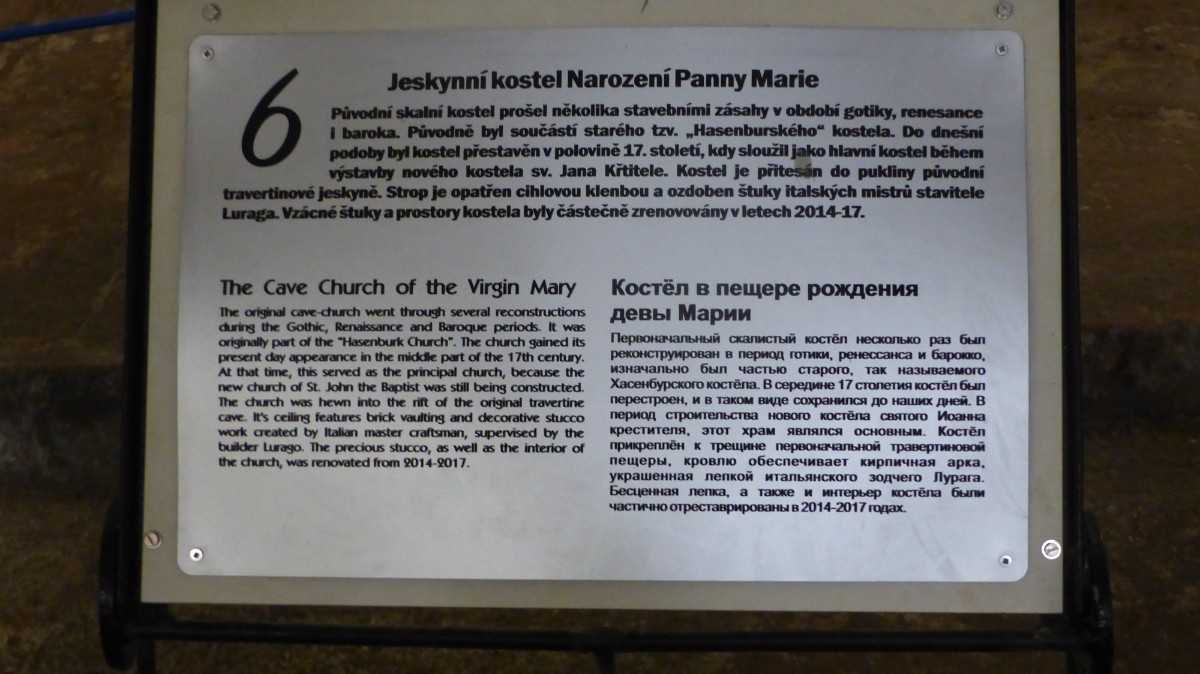 6
Jeskynní kostel Narození Panny Marie
Původní skalní kostel prošel několika stavebními zásahy v období gotiky, renesance
i baroka. Původně byl součástí starého tzv. „Hasenburského“ kostela. Do dnešní
podoby byl kostel přestavěn v polovině 17. století, kdy sloužil jako hlavní kostel během
výstavby nového kostela sv. Jana Křtitele. Kostel je přitesán do pukliny původní
travertinové jeskyně. Strop je opatřen cihlovou klenbou a ozdoben štuky italských mistrů stavitele
Luraga. Vzácné štuky a prostory kostela byly částečně zrenovovány v letech 2014-17.
The Cave Church of the Virgin Mary
The original cave-church went through several reconstructions
during the Gothic, Renaissance and Baroque periods. It was
originally part of the "Hasenburk Church". The church gained its
present day appearance in the middle part of the 17th century.
At that time, this served as the principal church, because the
new church of St. John the Baptist was still being constructed.
The church was hewn into the rift of the original travertine
cave. It's ceiling features brick vaulting and decorative stucco
work created by Italian master craftsman, supervised by the
builder Lurago. The precious stucco, as well as the interior of
the church, was renovated from 2014-2017.
Костёл в пещере рождения
девы Марии
Первоначальный скалистый костёл несколько раз был
реконструирован в период готики, ренессанса и барокко,
изначально был частью старого, так называемого
Хасенбурского костёла. В середине 17 столетия костёл был
перестроен, и в таком виде сохранился до наших дней. В
период строительства нового костёла святого Иоанна
крестителя, этот храм являлся основным. Костёл
прикреплён к трещине первоначальной травертиновой
пещеры, кровлю обеспечивает кирпичная арка,
украшенная лепкой итальянского зодчего Лурага.
Бесценная лепка, а также и интерьер костёла были
частично отреставрированы в 2014-2017 годах.